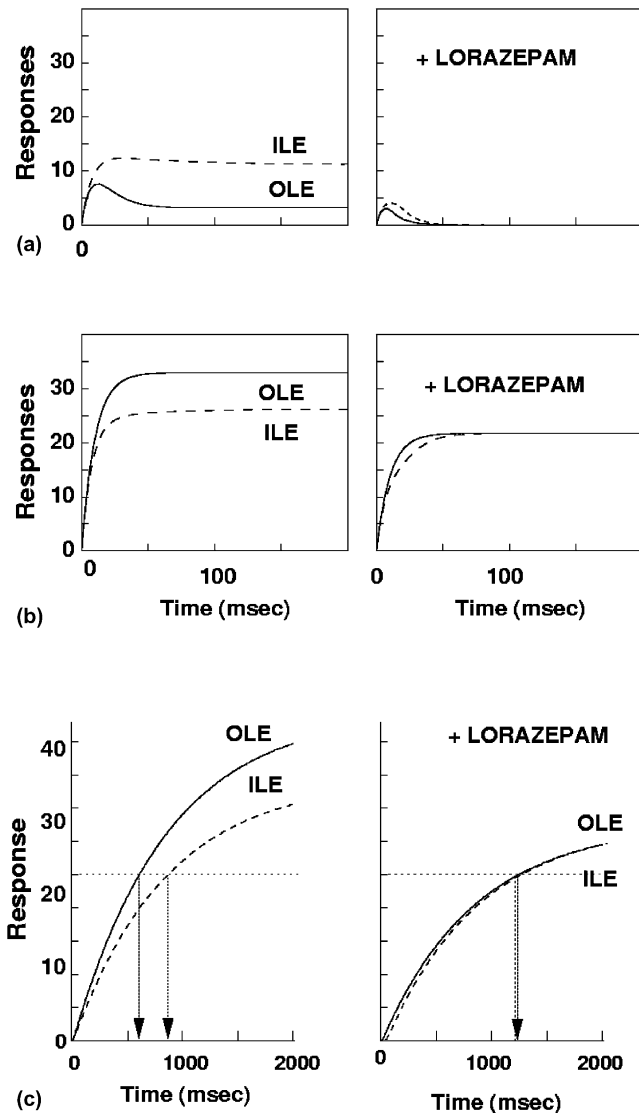 Responses
40
30
20
10
0
0
ILE
OLE
+ LORAZEPAM
(a)
Responses
30
20
10
0
OLE
ILE
+ LORAZEPAM
0
100
0
100
Time (msec)
Time (msec)
(b)
Response
40
30
20
10
0
OLE
ILE
+ LORAZEPAM
OLE
ILE
0
1000
2000
0
1000
2000
Time (msec)
Time (msec)
(c)